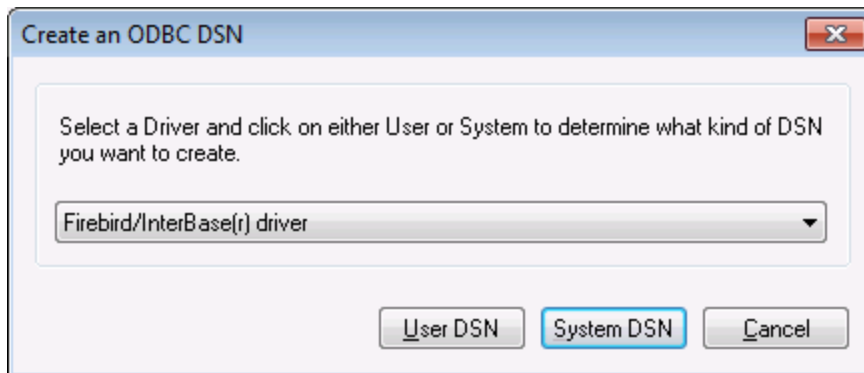 Create an ODBC DSN
Select a Driver and click on either User or System to determine what kind of DSN
you want to create.
Firebird/InterBase(r) driver
User DSN System DSN Cancel